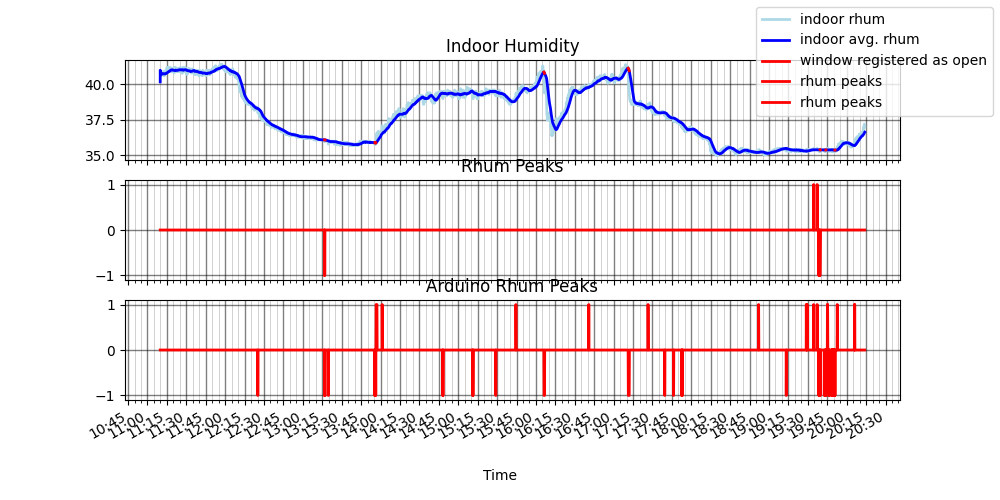 indoor rhum
indoor avg. rhum
window registered as open
rhum peaks
rhum peaks
Indoor Humidity
40.0
37.5
35.0
Rhum Peaks
1
0
−1
Arduino Rhum Peaks
1
0
−1
10:45 11:00 11:15 11:30 11:45 12:00 12:15 12:30 12:45 13:00 13:15 13:30 13:45 14:00 14:15 14:30 14:45 15:00 15:15 15:30 15:45 16:00 16:15 16:30 16:45 17:00 17:15 17:30 17:45 18:00 18:15 18:30 18:45 19:00 19:15 19:30 19:45 20:00 20:15 20:30
Time